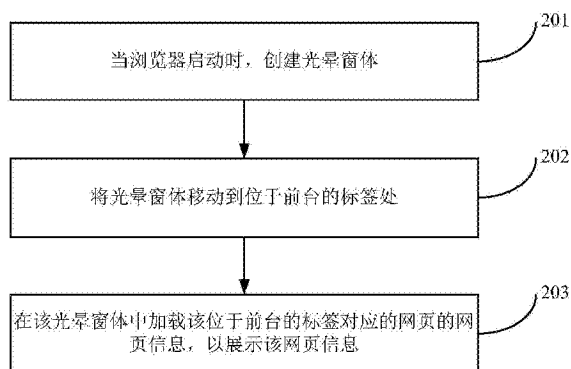 当浏览器启动时，创建光晕窗体
201
将光晕窗体移动到位于前台的标签处
202
在该光晕窗体中加载该位于前台的标签对应的网页的网
页信息，以展示该网页信息
203